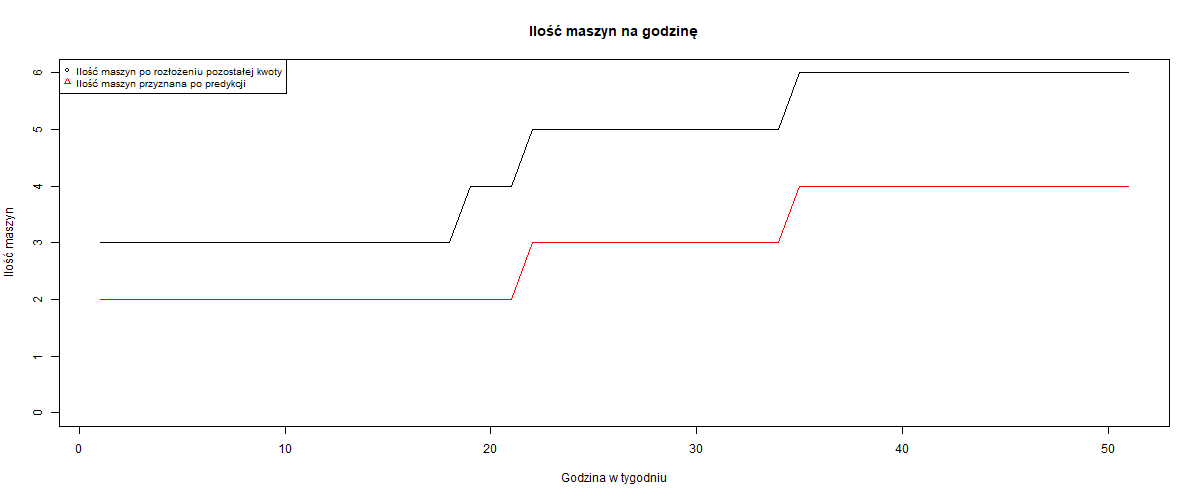 Ilość maszyn na godzinę
Ilość maszyn po rozłożeniu pozostałej kwoty
Ilość maszyn przyznana po predykcji
Ilość maszyn
6
5
4
3
2
1
0
0 10 20 30 40 50
Godzina w tygodniu